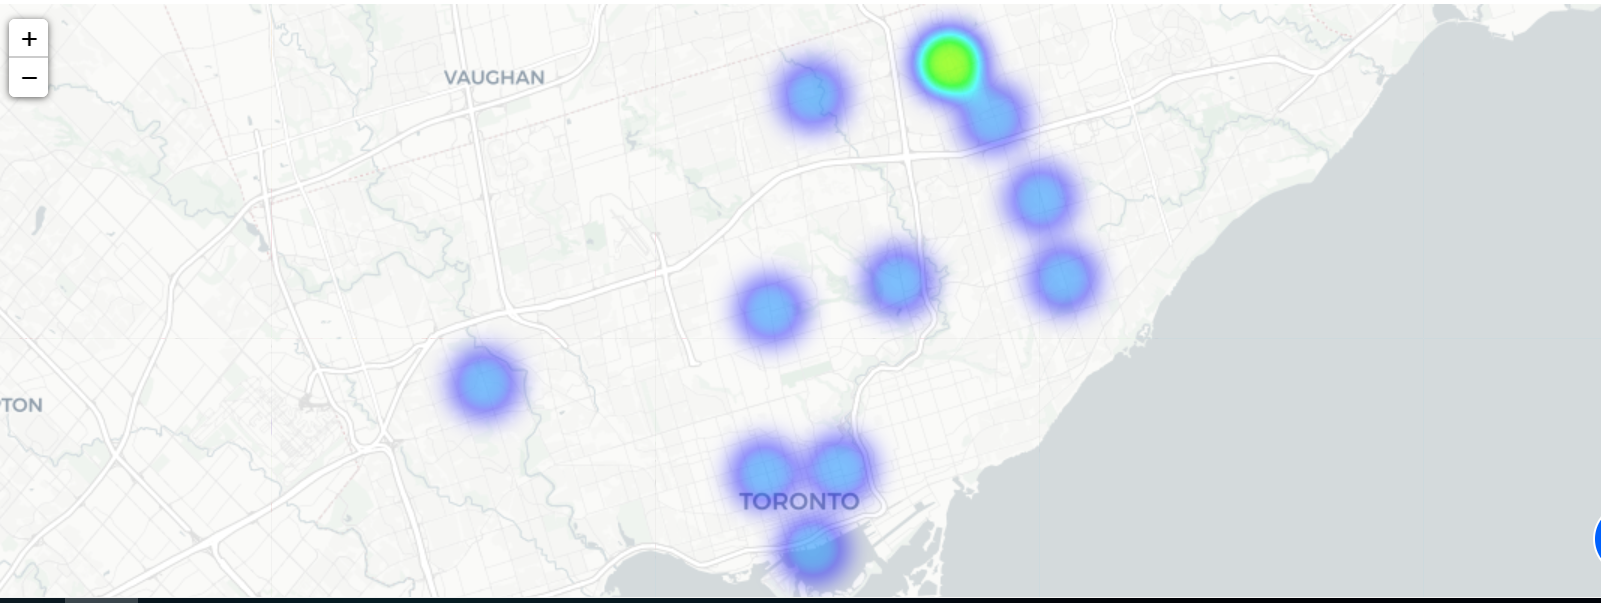 +
−
VAUGHAN
TON
TORONTO